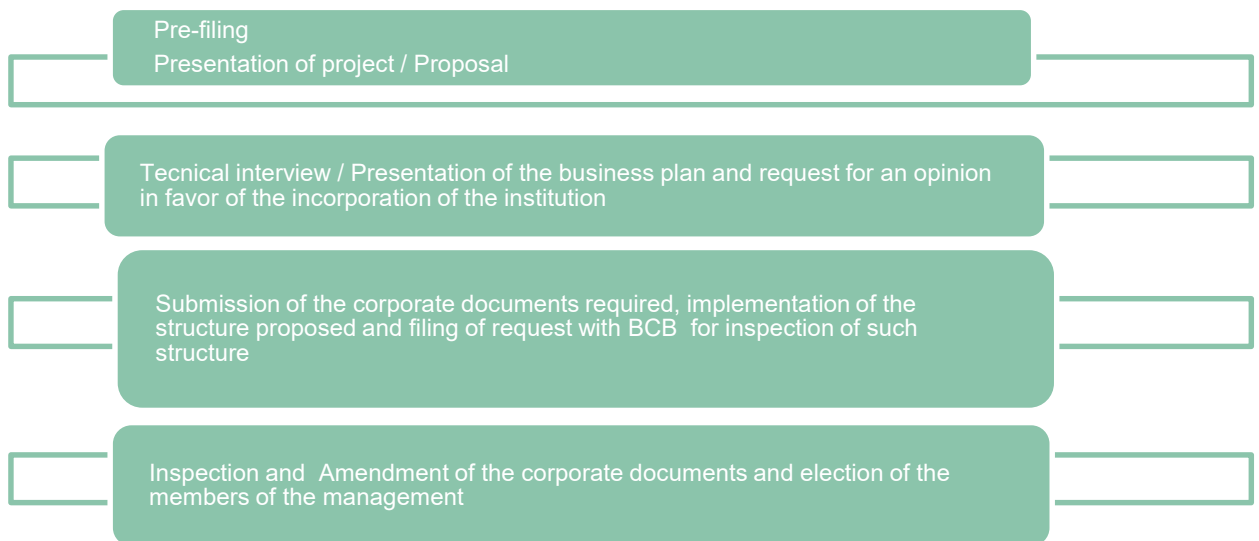 Pre-filing
Presentation of project / Proposal
Tecnical interview / Presentation of the business plan and request for an opinion
in favor of the incorporation of the institution
Submission of the corporate documents required, implementation of the
structure proposed and filing of request with BCB  for inspection of such
structure
Inspection and  Amendment of the corporate documents and election of the
members of the management